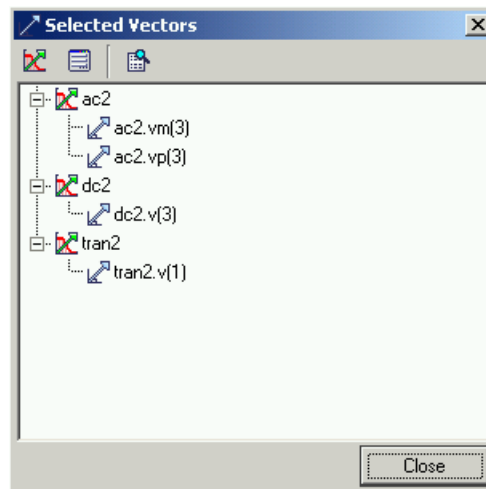 Selected Vectors
ac2
ac2.vm(3)
ac2.vp(3)
dc2
dc2.v(3)
tran2
tran2.v(1)
Close